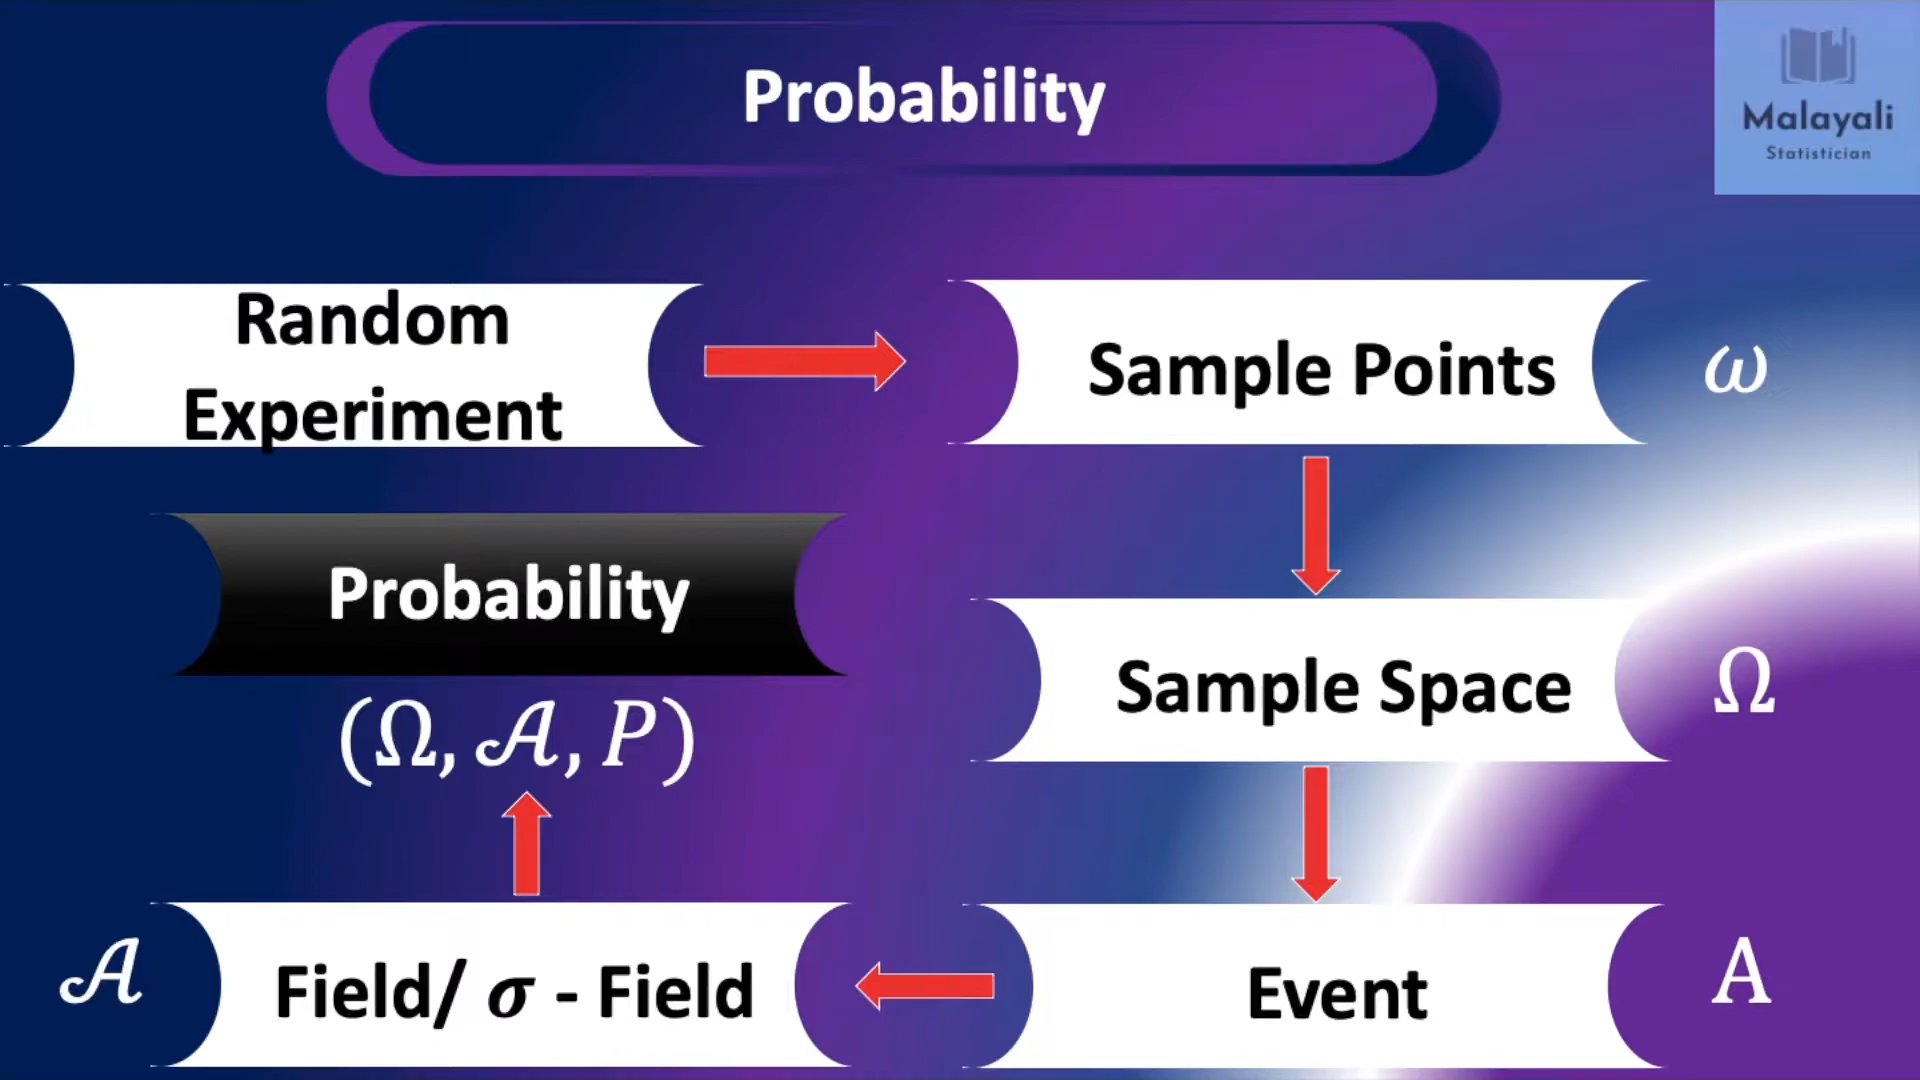 Probability
Malayali
Statistician
Random
Experiment
Sample Points
ω
Probability
(Ω, 𝒜, P)
Sample Space
Ω
𝒜
Field/ σ - Field
Event
A